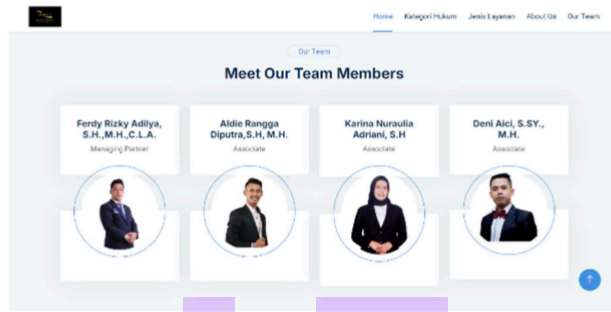 Home Kategori Hukum Jenis Layanan About Us Our Team
Our Team
Meet Our Team Members
Ferdy Rizky Adilya,
S.H.,M.H.,C.L.A.
Managing Partner
Aldie Rangga
Diputra,S.H, M.H.
Associate
Karina Nuraulia
Adriani, S.H
Associate
Deni Aici, S.SY.,
M.H.
Associate